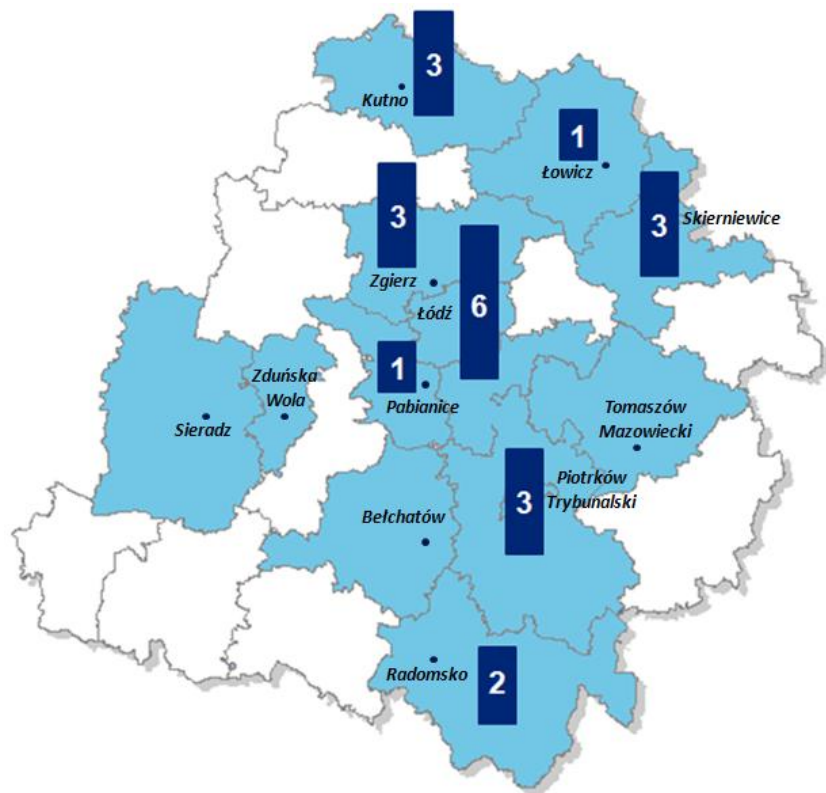 3
Kutno
1
Łowicz
3
3
Skierniewice
Zgierz
Łódź
6
1
Pabianice
Zduńska
Wola
Sieradz
Tomaszów
Mazowiecki
3
Piotrków
Trybunalski
Bełchatów
Radomsko
2